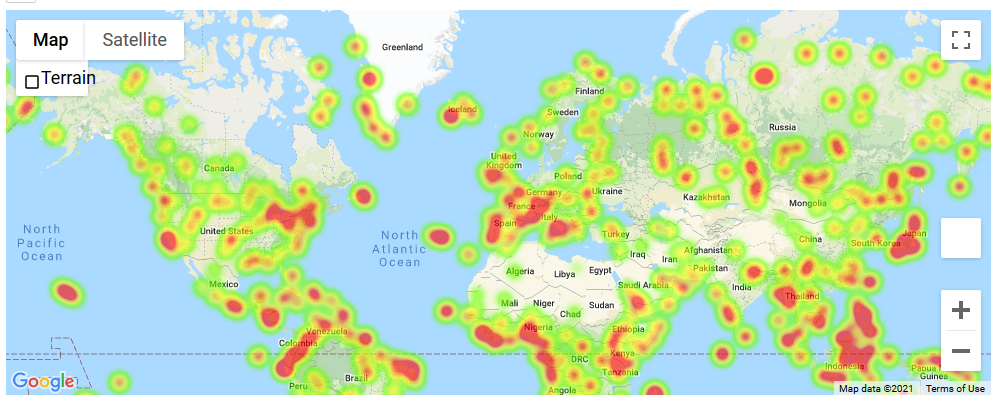 Map
Satellite
Terrain
Greenland
Iceland
Finland
Sweden
Norway
Russia
United
Kingdom
Canada
Poland
Germany
Ukraine
Kazakhstan
France
Mongolia
Italy
Spain
North
Pacific
Ocean
United States
North
Atlantic
Ocean
Turkey
China
South Korea
Japan
Iraq
Iran
Afghanistan
Pakistan
Algeria
Libya
Egypt
Saudi Arabia
India
Mexico
Mali
Niger
Chad
Sudan
Thailand
Venezuela
Nigeria
Ethiopia
Colombia
DRC
Kenya
Tanzania
Indonesia
Papua New
Guinea
Peru
Brazil
Angola
Google
Map data ©2021
Terms of Use